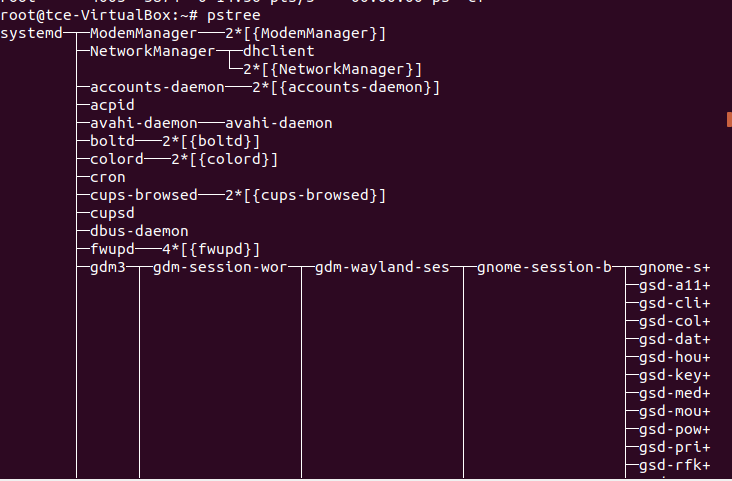 root@tce-VirtualBox:~# pstree
systemd─┬─ModemManager───2*[{ModemManager}]
        ├─NetworkManager─┬─dhclient
        │                └─2*[{NetworkManager}]
        ├─accounts-daemon───2*[{accounts-daemon}]
        ├─acpid
        ├─avahi-daemon───avahi-daemon
        ├─boltd───2*[{boltd}]
        ├─colord───2*[{colord}]
        ├─cron
        ├─cups-browsed───2*[{cups-browsed}]
        ├─cupsd
        ├─dbus-daemon
        ├─fwupd───4*[{fwupd}]
        ├─gdm3─┬─gdm-session-wor─┬─gdm-wayland-ses─┬─gnome-session-b─┬─gnome-s+
        │      │                 │                 │                 ├─gsd-a11+
        │      │                 │                 │                 ├─gsd-cli+
        │      │                 │                 │                 ├─gsd-col+
        │      │                 │                 │                 ├─gsd-dat+
        │      │                 │                 │                 ├─gsd-hou+
        │      │                 │                 │                 ├─gsd-key+
        │      │                 │                 │                 ├─gsd-med+
        │      │                 │                 │                 ├─gsd-mou+
        │      │                 │                 │                 ├─gsd-pow+
        │      │                 │                 │                 ├─gsd-pri+
        │      │                 │                 │                 ├─gsd-rfk+